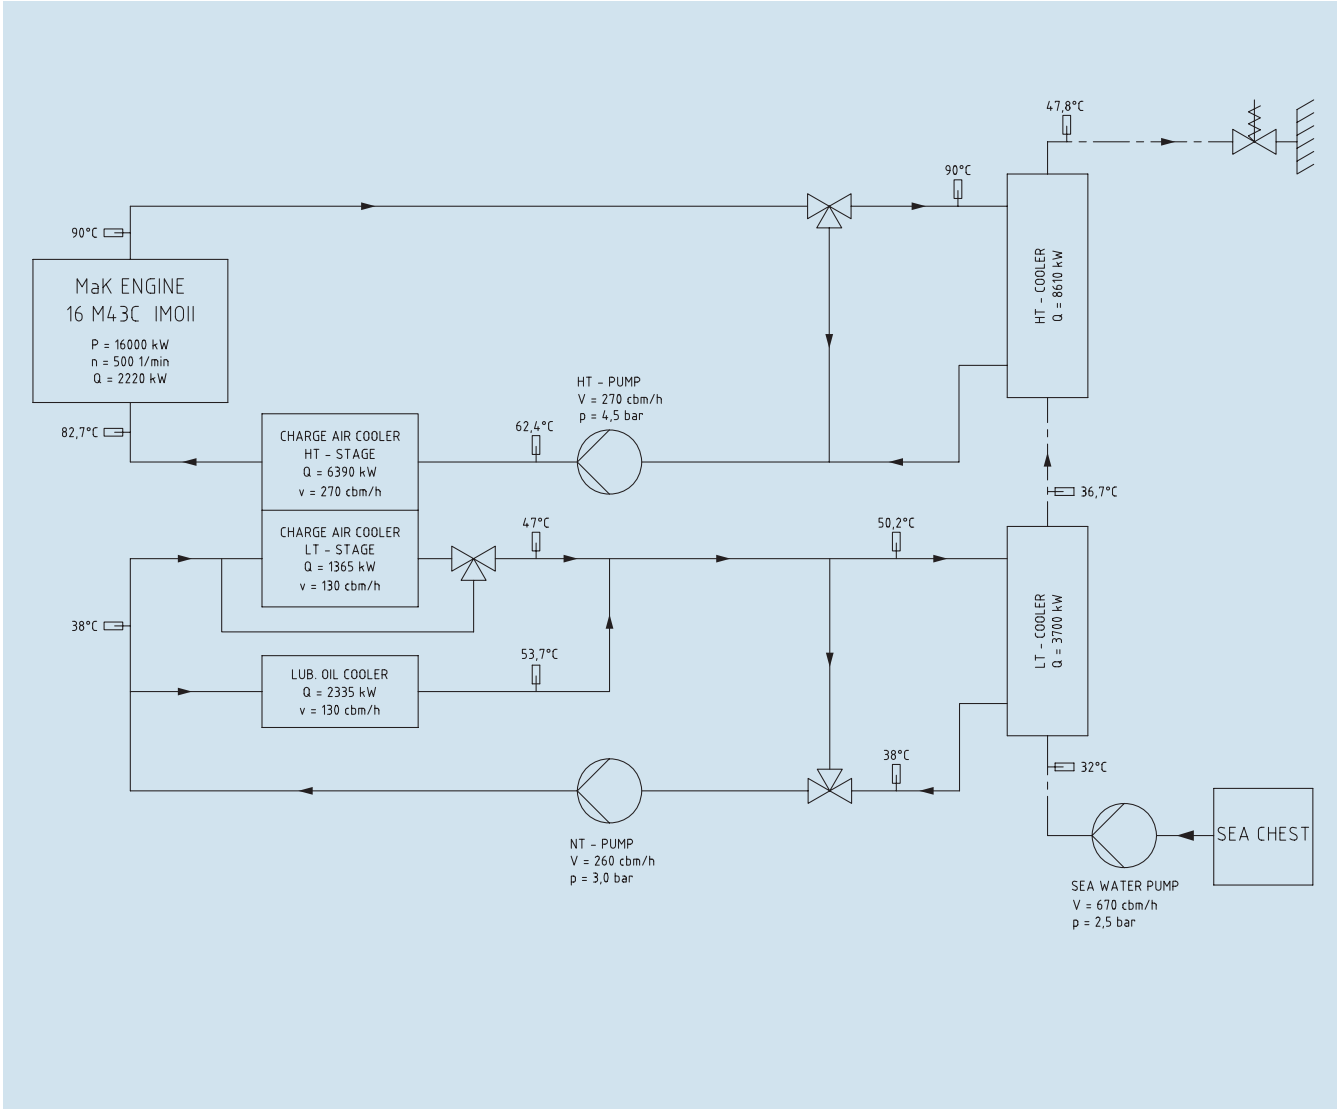 47,8°C
90°C
90°C
MaK ENGINE
16 M43C IMOII
P = 16000 kW
n = 500 1/min
Q = 2220 kW
HT - COOLER
Q = 8610 kW
HT - PUMP
V = 270 cbm/h
p = 4,5 bar
82,7°C
62,4°C
CHARGE AIR COOLER
HT - STAGE
Q = 6390 kW
v = 270 cbm/h
36,7°C
CHARGE AIR COOLER
LT - STAGE
Q = 1365 kW
v = 130 cbm/h
47°C
50,2°C
38°C
LT - COOLER
Q = 3700 kW
53,7°C
LUB. OIL COOLER
Q = 2335 kW
v = 130 cbm/h
38°C
32°C
NT - PUMP
V = 260 cbm/h
p = 3,0 bar
SEA CHEST
SEA WATER PUMP
V = 670 cbm/h
p = 2,5 bar